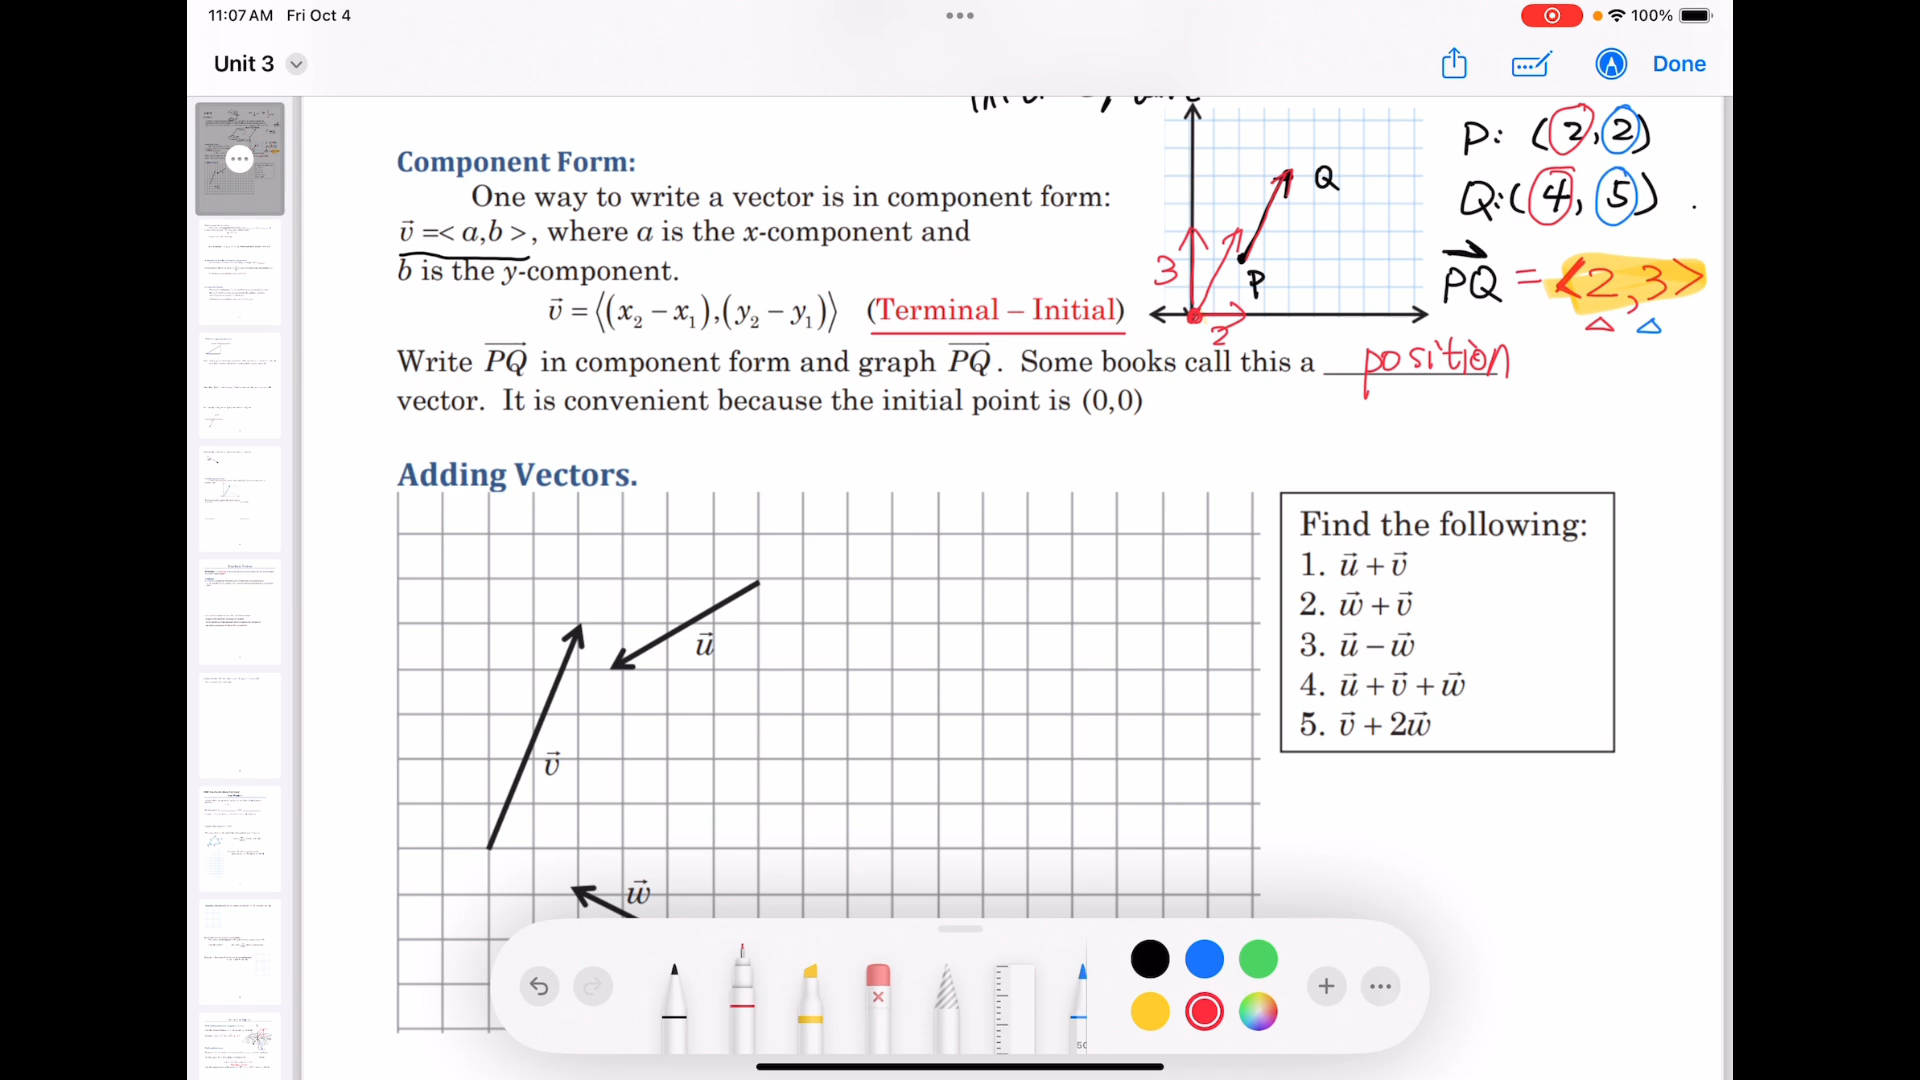 11:07 AM Fri Oct 4
100%
Unit 3
Done
Component Form:
One way to write a vector is in component form:
v⃗ =< a,b >, where a is the x-component and
b is the y-component.
v⃗ = ⟨(x₂ − x₁),(y₂ − y₁)⟩ (Terminal – Initial)
Q
P
3
2
P: (2,2)
Q:(4,5)
PQ⃗ = <2,3>
Write PQ⃗ in component form and graph PQ⃗. Some books call this a position
vector. It is convenient because the initial point is (0,0)
Adding Vectors.
u⃗
v⃗
w⃗
Find the following:
1. u⃗ + v⃗
2. w⃗ + v⃗
3. u⃗ − w⃗
4. u⃗ + v⃗ + w⃗
5. v⃗ + 2w⃗